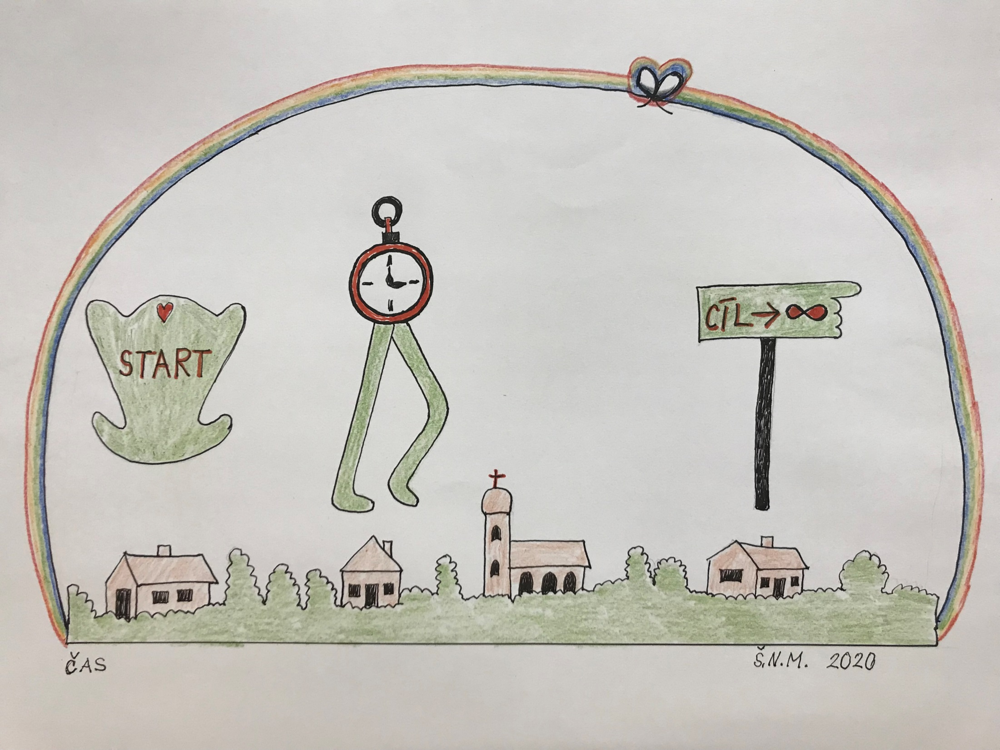 START
CÍL → ∞
ČAS
Š.N.M. 2020